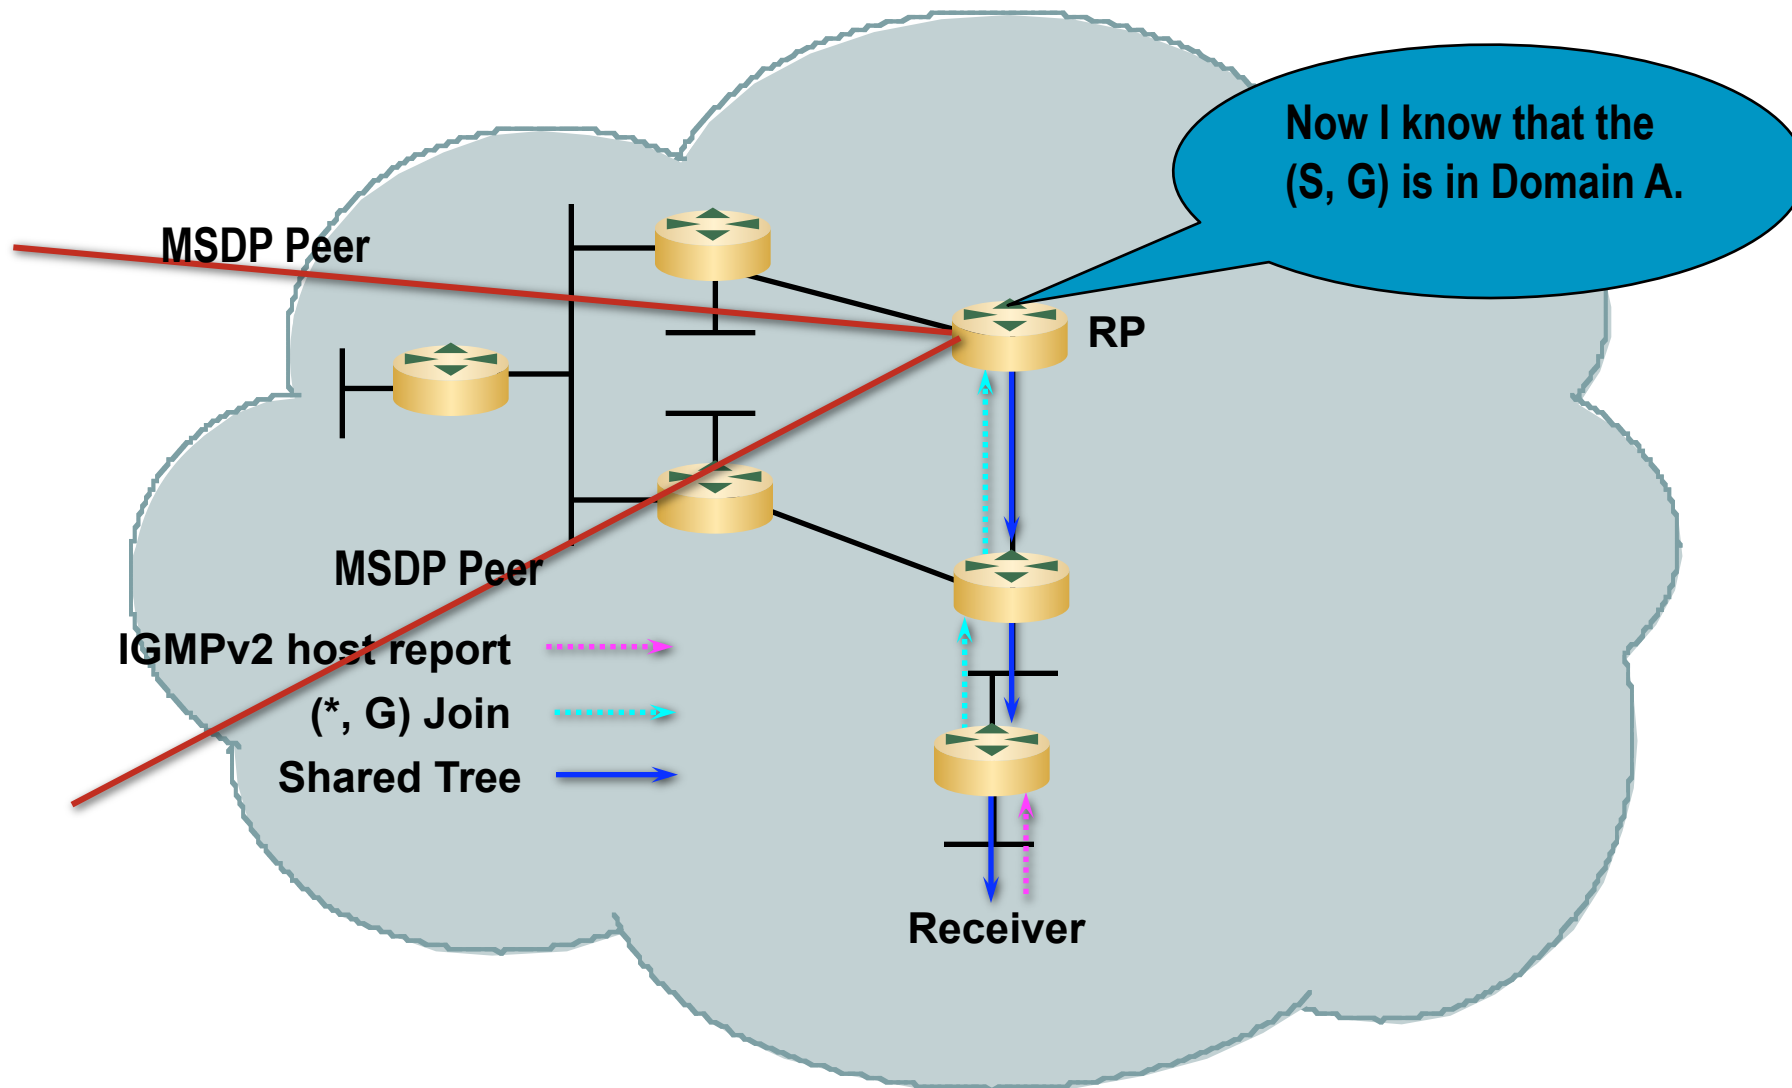 Now I know that the
(S, G) is in Domain A.
MSDP Peer
RP
MSDP Peer
IGMPv2 host report
(*, G) Join
Shared Tree
Receiver